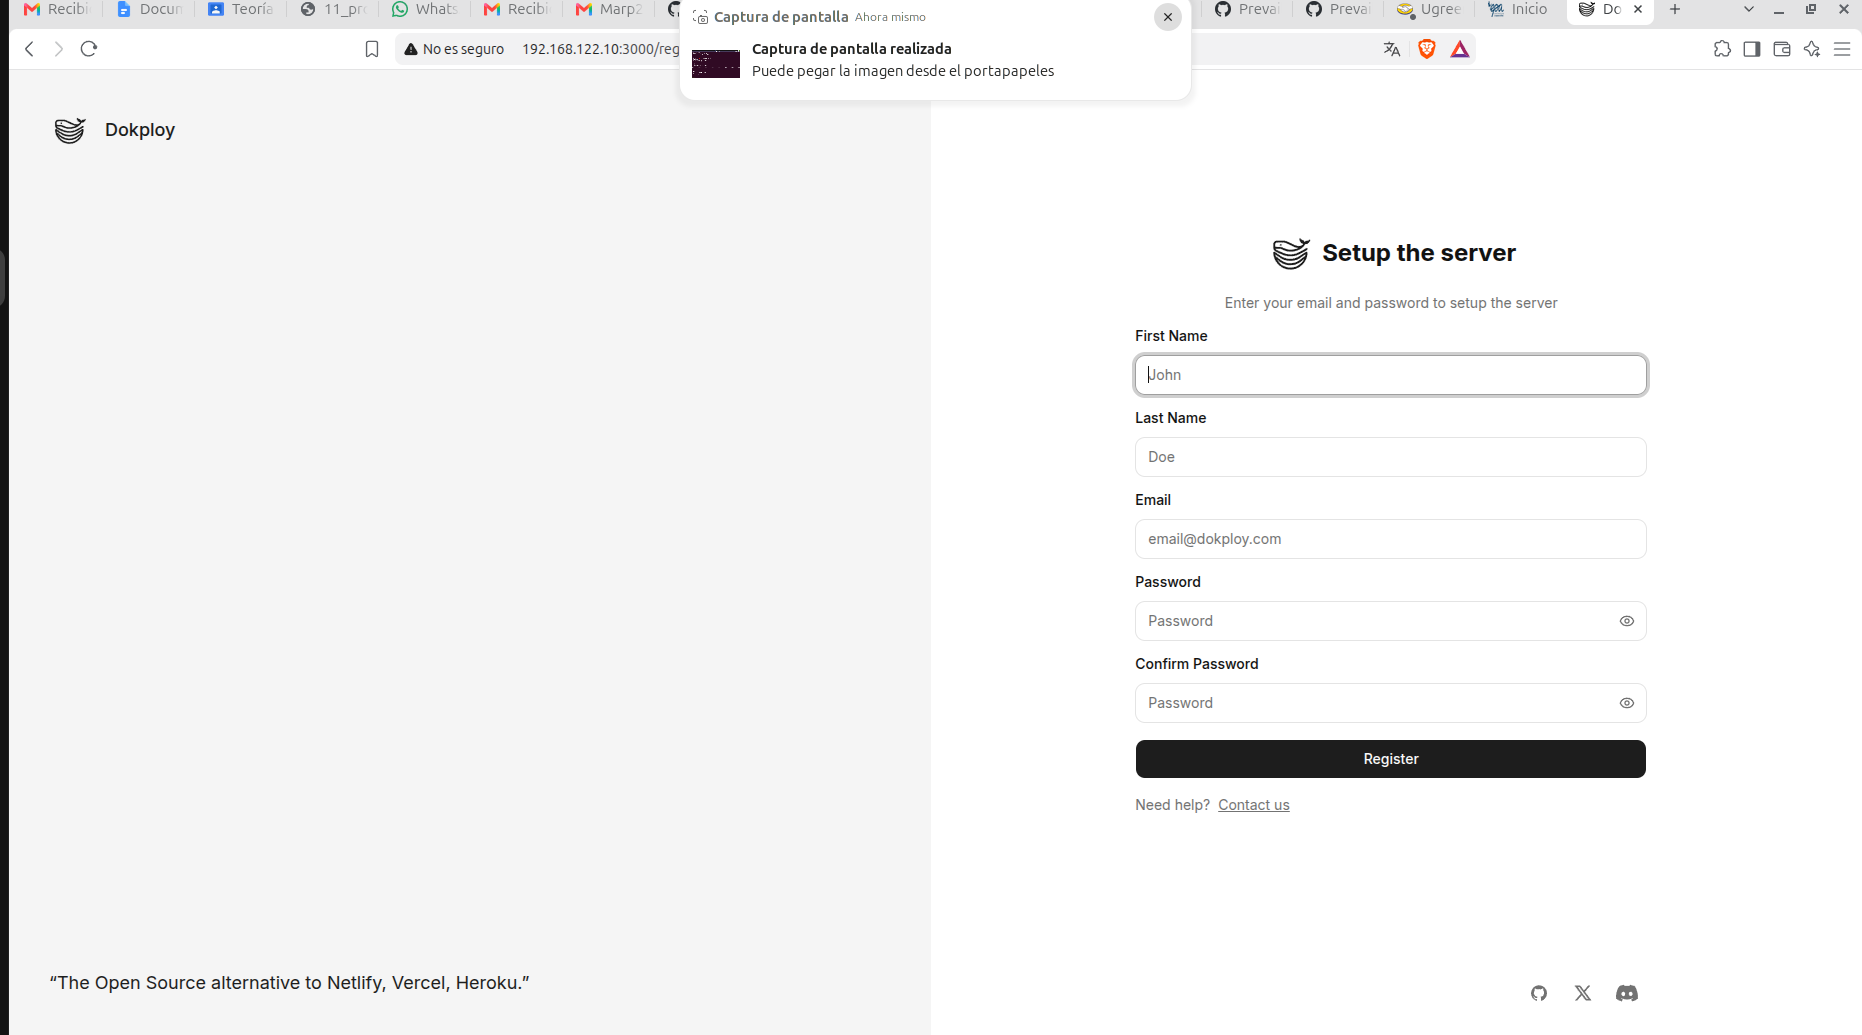 Recibi
Docun
Teoría
11_pro
Whats
Recibi
Marp2
Prevai
Prevai
Ugree
Inicio
Do
Captura de pantalla Ahora mismo
Captura de pantalla realizada
Puede pegar la imagen desde el portapapeles
No es seguro 192.168.122.10:3000/reg
Dokploy
Setup the server
Enter your email and password to setup the server
First Name
John
Last Name
Doe
Email
email@dokploy.com
Password
Password
Confirm Password
Password
Register
Need help? Contact us
“The Open Source alternative to Netlify, Vercel, Heroku.”